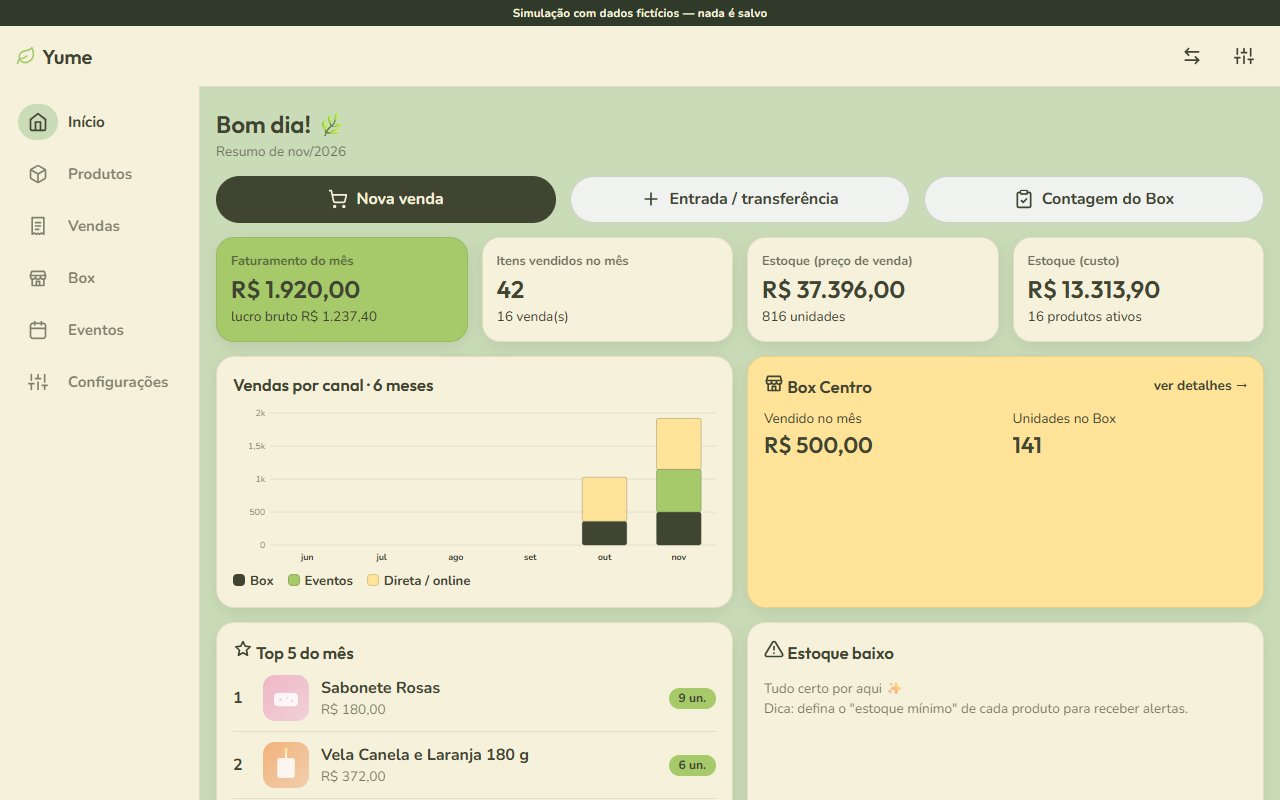 Simulação com dados fictícios — nada é salvo
Yume
Início
Produtos
Vendas
Box
Eventos
Configurações
Bom dia! 🌿
Resumo de nov/2026
Nova venda
Entrada / transferência
Contagem do Box
Faturamento do mês
R$ 1.920,00
lucro bruto R$ 1.237,40
Itens vendidos no mês
42
16 venda(s)
Estoque (preço de venda)
R$ 37.396,00
816 unidades
Estoque (custo)
R$ 13.313,90
16 produtos ativos
Vendas por canal · 6 meses
2k
1,5k
1k
500
0
jun jul ago set out nov
Box Eventos Direta / online
Box Centro
ver detalhes →
Vendido no mês
R$ 500,00
Unidades no Box
141
Top 5 do mês
1 Sabonete Rosas
R$ 180,00
9 un.
2 Vela Canela e Laranja 180 g
R$ 372,00
6 un.
Estoque baixo
Tudo certo por aqui ✨
Dica: defina o "estoque mínimo" de cada produto para receber alertas.